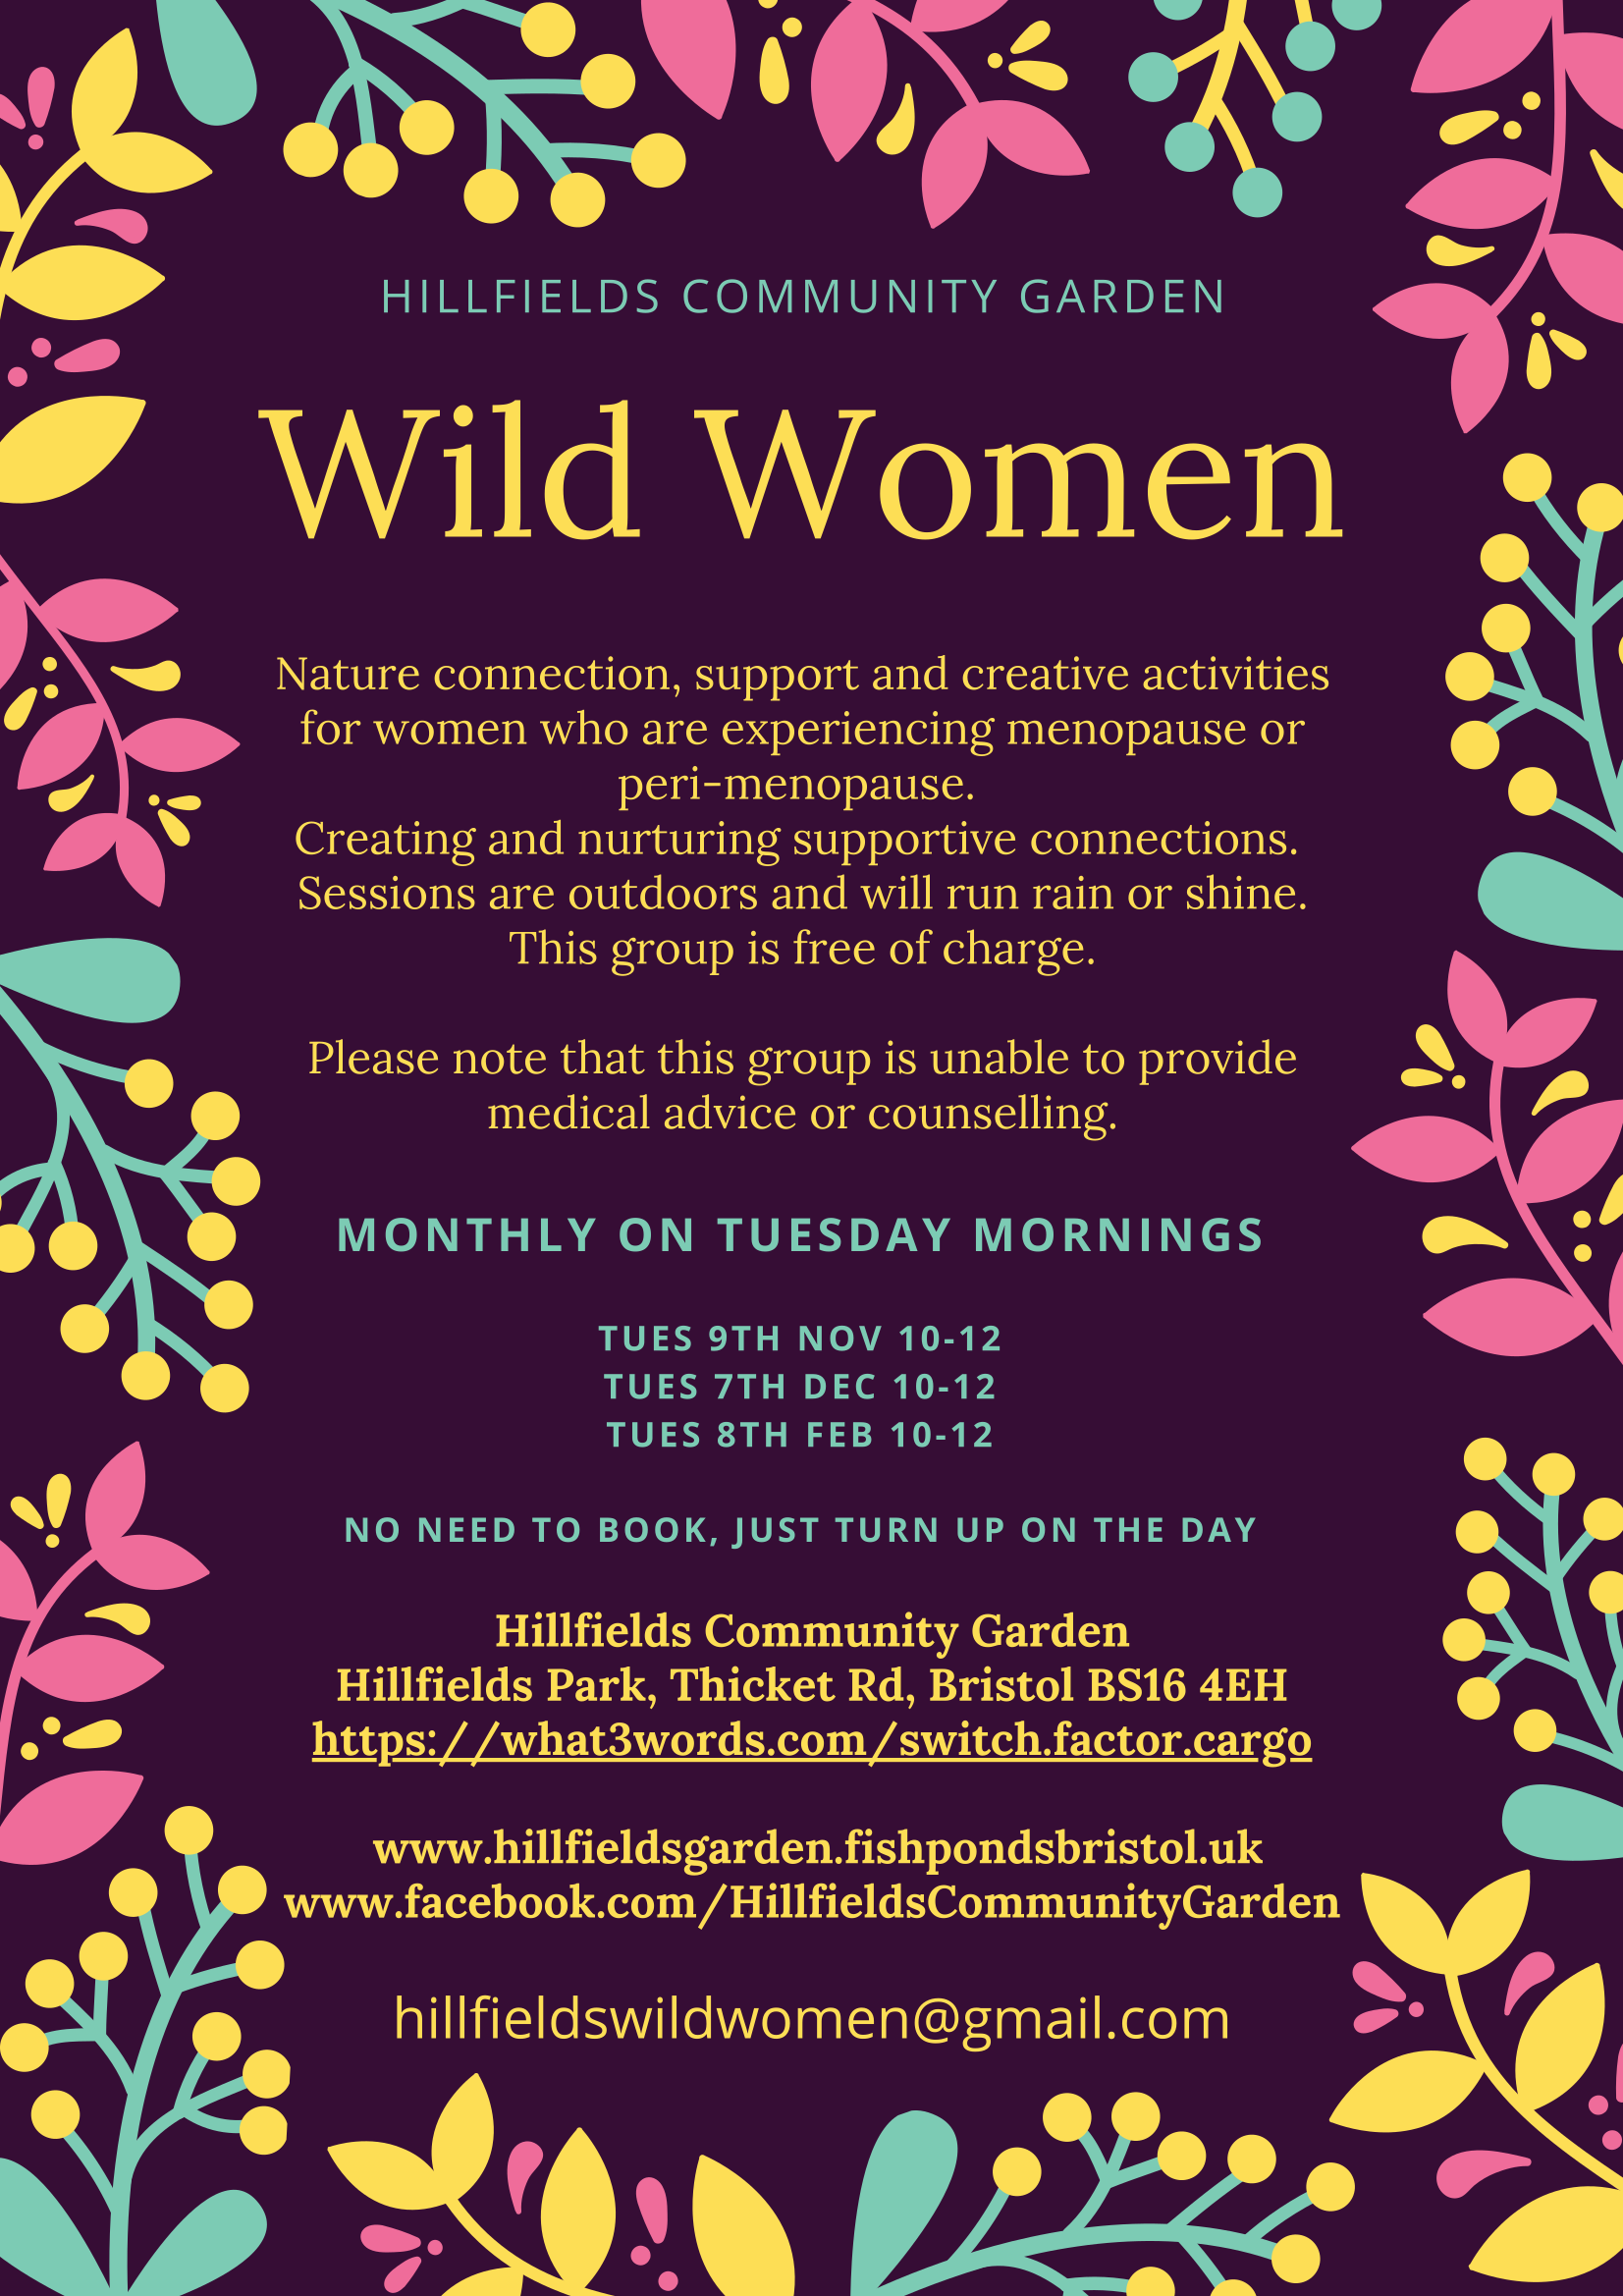 HILLFIELDS COMMUNITY GARDEN
Wild Women
Nature connection, support and creative activities
for women who are experiencing menopause or
peri-menopause.
Creating and nurturing supportive connections.
Sessions are outdoors and will run rain or shine.
This group is free of charge.
Please note that this group is unable to provide
medical advice or counselling.
MONTHLY ON TUESDAY MORNINGS
TUES 9TH NOV 10-12
TUES 7TH DEC 10-12
TUES 8TH FEB 10-12
NO NEED TO BOOK, JUST TURN UP ON THE DAY
Hillfields Community Garden
Hillfields Park, Thicket Rd, Bristol BS16 4EH
https://what3words.com/switch.factor.cargo
www.hillfieldsgarden.fishpondsbristol.uk
www.facebook.com/HillfieldsCommunityGarden
hillfieldswildwomen@gmail.com